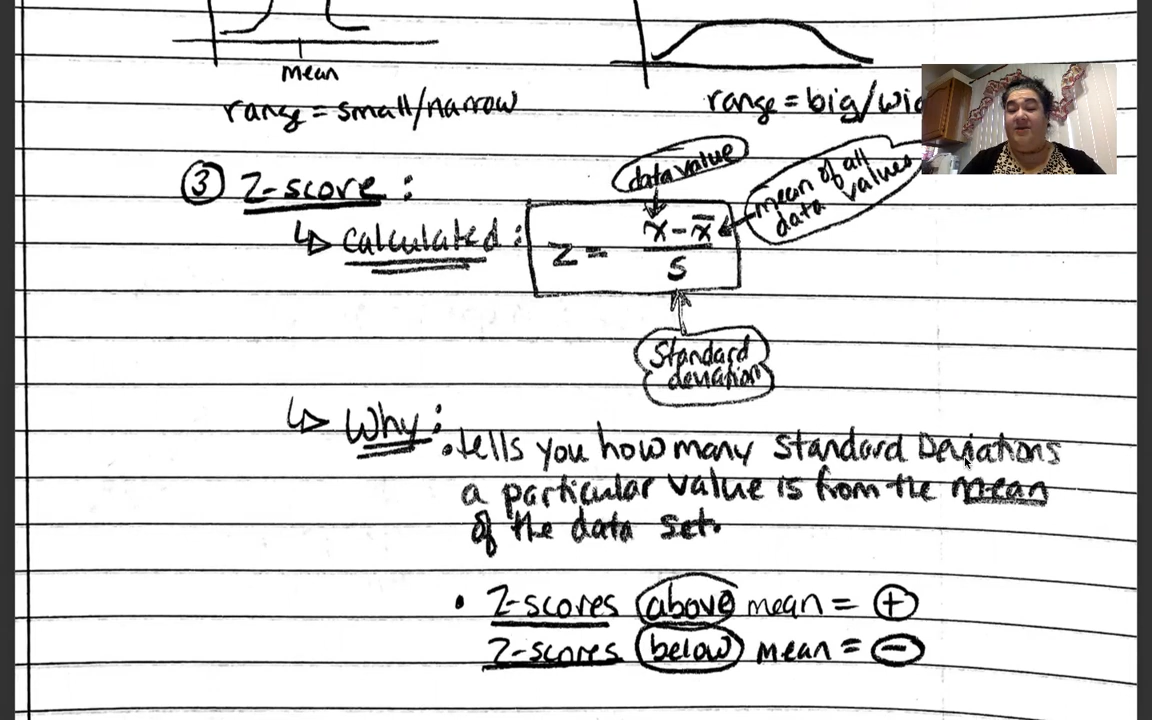 mean
range = small/narrow
range = big/wid
③ Z-score:
↳ Calculated:
data value
mean of all data values
z = x - x̄ / s
Standard deviation
↳ Why:
• tells you how many Standard Deviations
a particular value is from the mean
of the data set.
• Z-scores above mean = +
Z-scores below mean = −